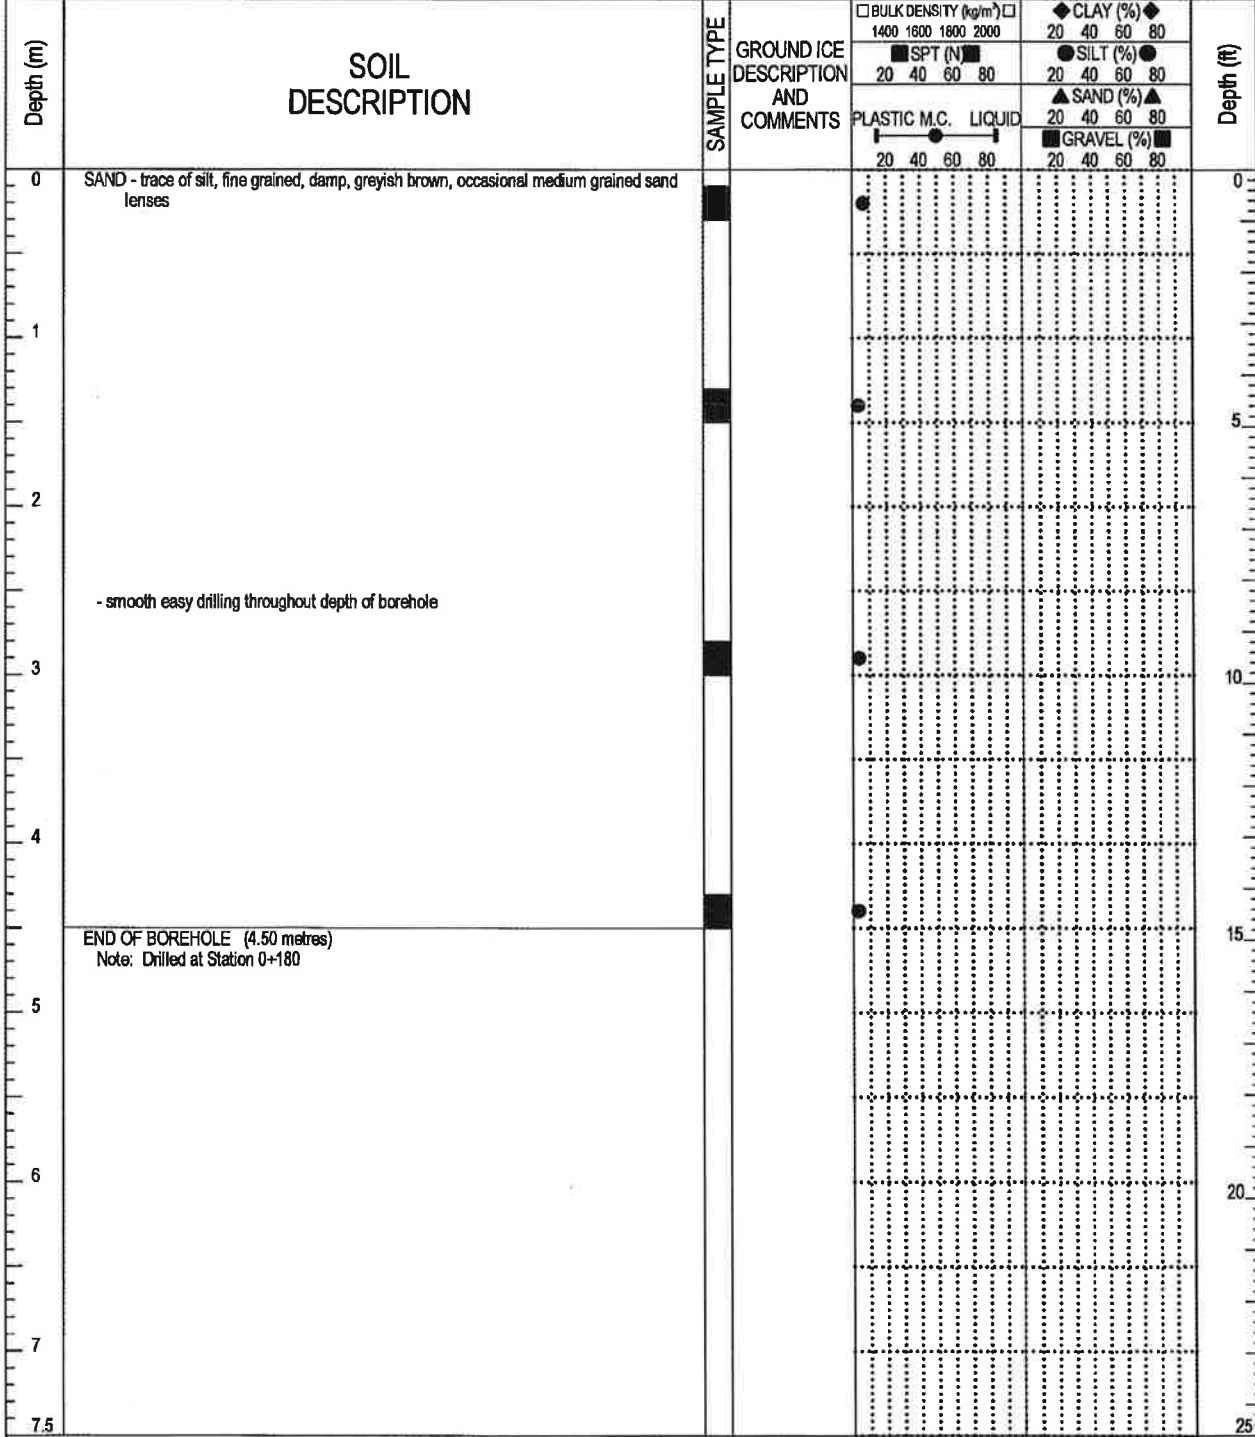 Depth (m)
SOIL
DESCRIPTION
SAMPLE TYPE
GROUND ICE
DESCRIPTION
AND
COMMENTS
□ BULK DENSITY (kg/m³) □
1400 1600 1800 2000
■ SPT (N) ■
20 40 60 80
PLASTIC M.C. LIQUID
20 40 60 80
◆ CLAY (%) ◆
20 40 60 80
● SILT (%) ●
20 40 60 80
▲ SAND (%) ▲
20 40 60 80
■ GRAVEL (%) ■
20 40 60 80
Depth (ft)
0
SAND - trace of silt, fine grained, damp, greyish brown, occasional medium grained sand
lenses
0
1
5
2
- smooth easy drilling throughout depth of borehole
3
10
4
END OF BOREHOLE (4.50 metres)
15
Note: Drilled at Station 0+180
5
6
20
7
7.5
25